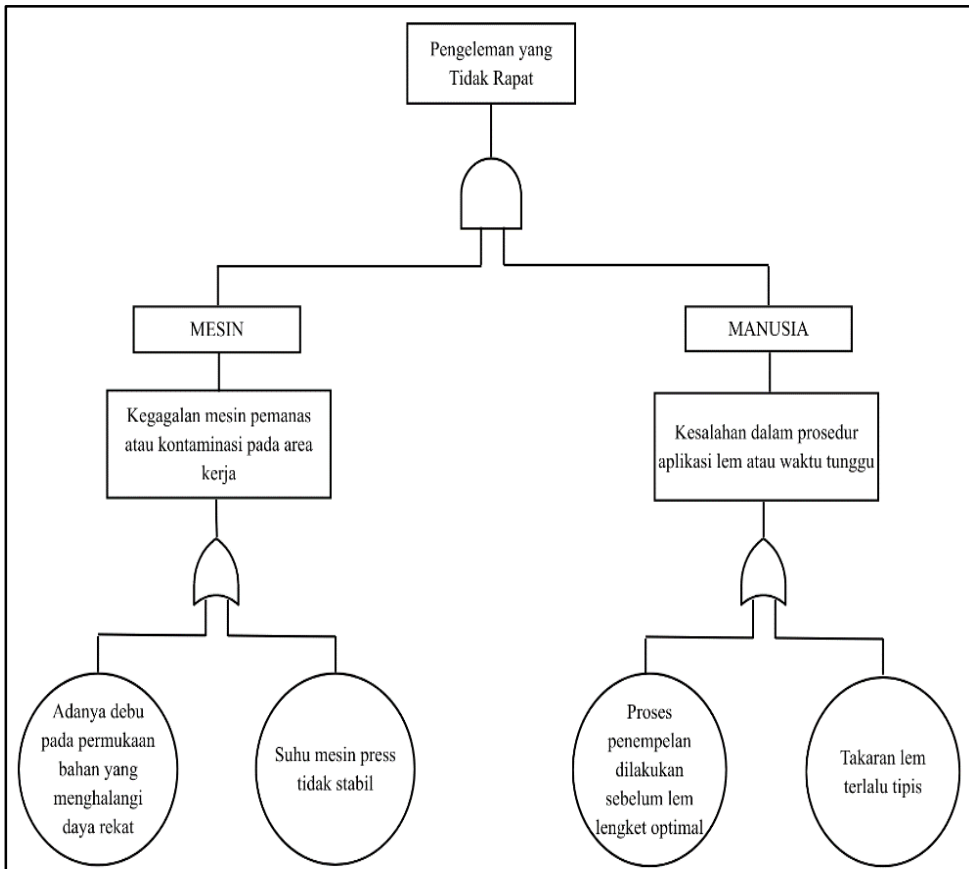 Pengeleman yang
Tidak Rapat
MESIN
MANUSIA
Kegagalan mesin pemanas
atau kontaminasi pada area
kerja
Kesalahan dalam prosedur
aplikasi lem atau waktu tunggu
Adanya debu
pada permukaan
bahan yang
menghalangi
daya rekat
Suhu mesin press
tidak stabil
Proses
penempelan
dilakukan
sebelum lem
lengket optimal
Takaran lem
terlalu tipis